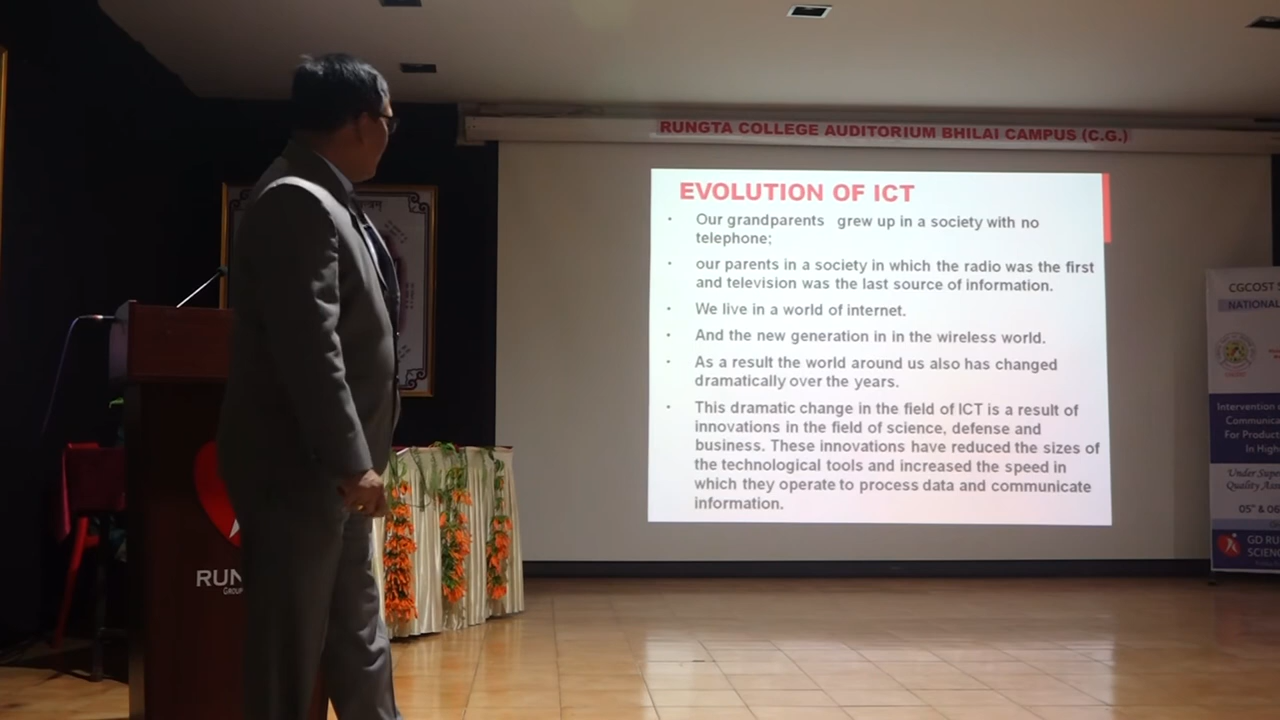 RUNGTA COLLEGE AUDITORIUM BHILAI CAMPUS (C.G.)
EVOLUTION OF ICT
• Our grandparents grew up in a society with no
telephone;
• our parents in a society in which the radio was the first
and television was the last source of information.
• We live in a world of internet.
• And the new generation in in the wireless world.
• As a result the world around us also has changed
dramatically over the years.
• This dramatic change in the field of ICT is a result of
innovations in the field of science, defense and
business. These innovations have reduced the sizes of
the technological tools and increased the speed in
which they operate to process data and communicate
information.
RUN
GROUP
CGCOST S
NATIONAL
Intervention
Communica
For Product
In High
Under Supe
Quality Ass
05th & 06
GD RU
SCIEN